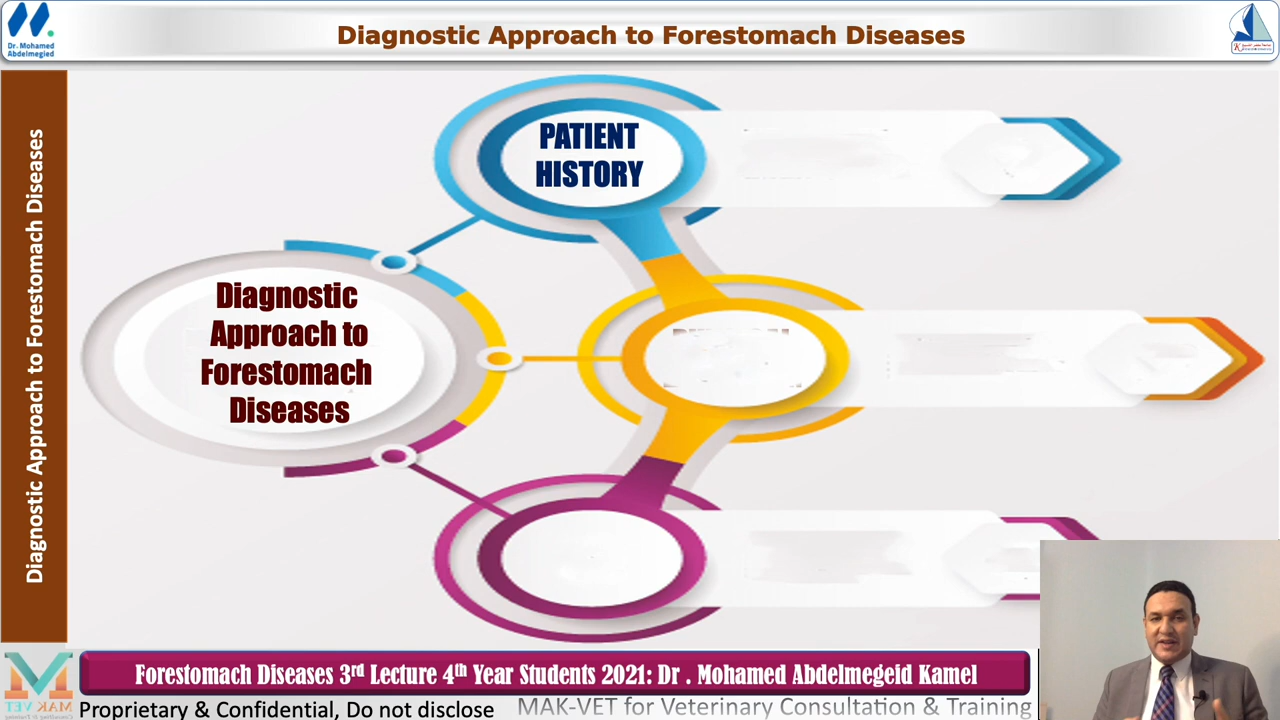 Dr. Mohamed
Abdelmegied
Diagnostic Approach to Forestomach Diseases
Diagnostic Approach to Forestomach Diseases
PATIENT
HISTORY
Diagnostic
Approach to
Forestomach
Diseases
Forestomach Diseases 3rd Lecture 4th Year Students 2021: Dr . Mohamed Abdelmegeid Kamel
MAK-VET
Proprietary & Confidential, Do not disclose
MAK-VET for Veterinary Consultation & Training